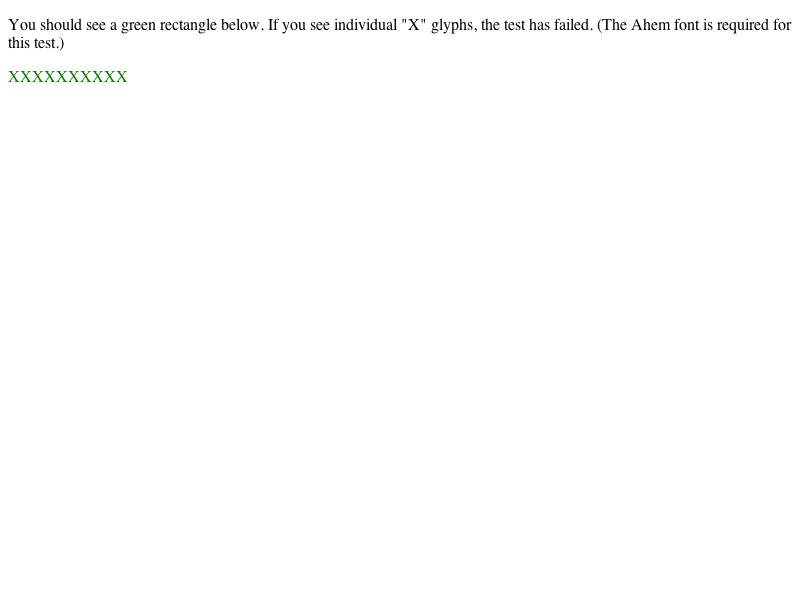 You should see a green rectangle below. If you see individual "X" glyphs, the test has failed. (The Ahem font is required for
this test.)
XXXXXXXXXX